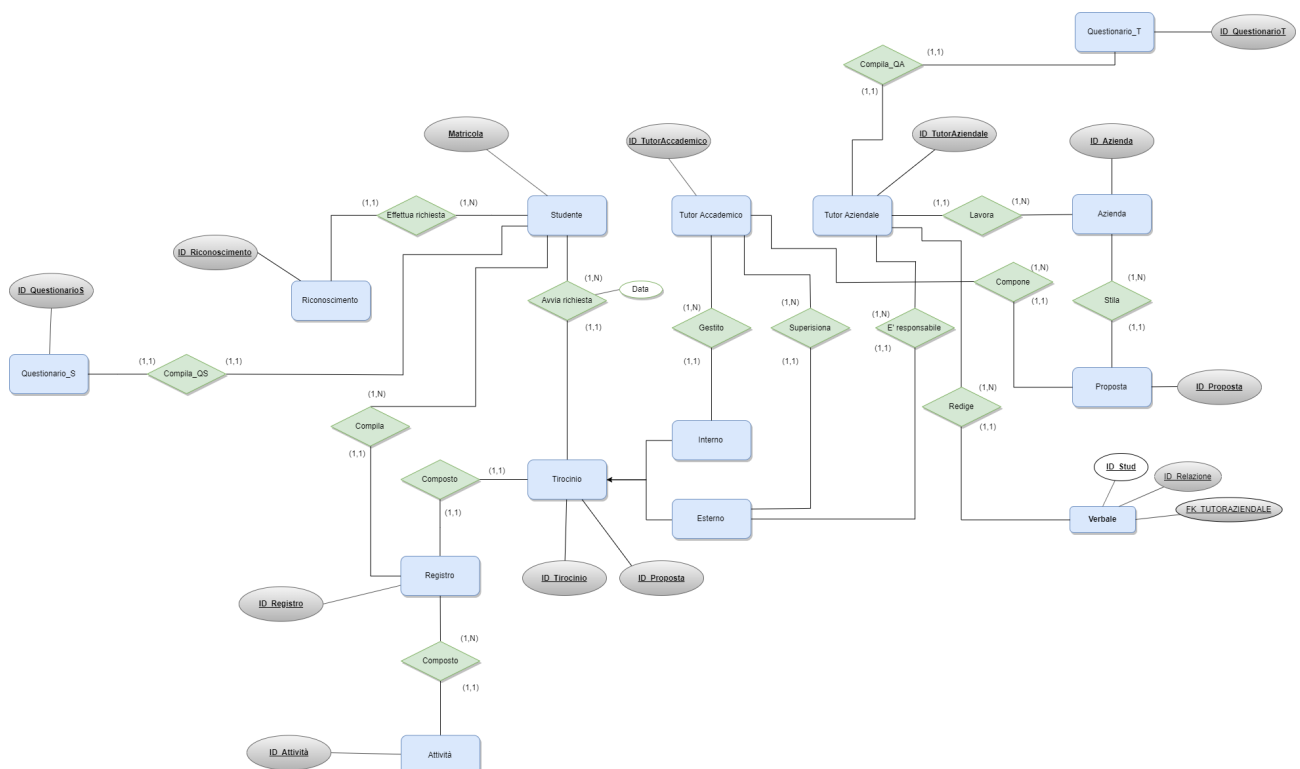 Questionario_T
ID_QuestionarioT
(1,1)
Compila_QA
(1,1)
Matricola
ID_TutorAccademico
ID_TutorAziendale
ID_Azienda
(1,1)
Effettua richiesta
(1,N)
Studente
Tutor Accademico
Tutor Aziendale
(1,1)
Lavora
(1,N)
Azienda
ID_Riconoscimento
ID_QuestionarioS
Riconoscimento
(1,N)
Avvia richiesta
Data
(1,1)
(1,N)
Gestito
(1,1)
(1,N)
Superisiona
(1,1)
(1,N)
E' responsabile
(1,1)
(1,N)
Compone
(1,1)
(1,N)
Stila
(1,1)
Questionario_S
(1,1)
Compila_QS
(1,1)
Proposta
ID_Proposta
(1,N)
Compila
(1,1)
(1,N)
Redige
(1,1)
Interno
Composto
(1,1)
(1,1)
Tirocinio
Esterno
ID_Stud
ID_Relazione
FK_TUTORAZIENDALE
Verbale
Registro
ID_Registro
ID_Tirocinio
ID_Proposta
(1,N)
Composto
(1,1)
ID_Attività
Attività